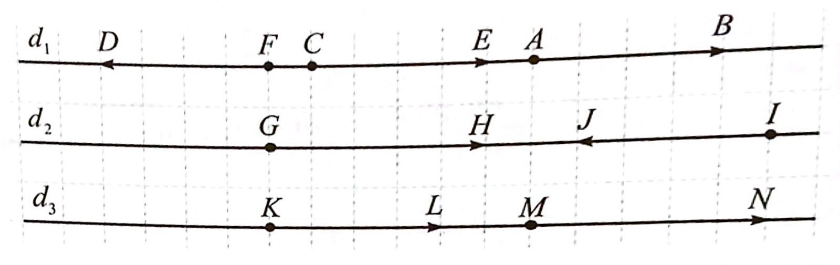 d₁ D F C E A B
d₂ G H J I
d₃ K L M N